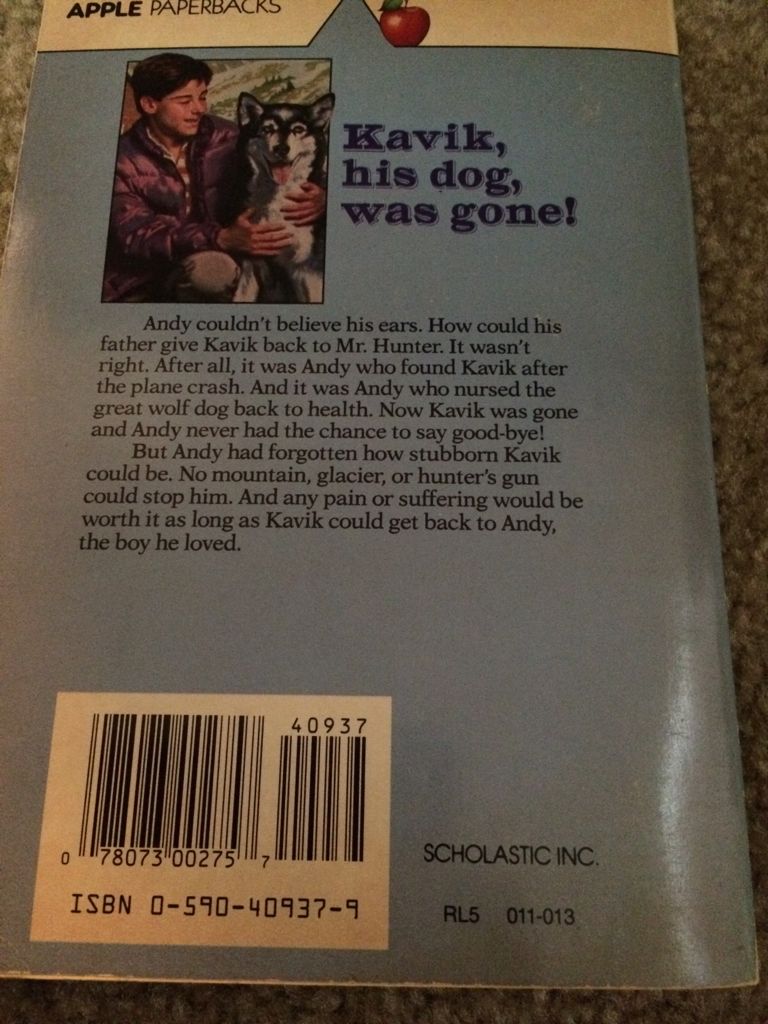 APPLE PAPERBACKS
Kavik,
his dog,
was gone!
Andy couldn't believe his ears. How could his
father give Kavik back to Mr. Hunter. It wasn't
right. After all, it was Andy who found Kavik after
the plane crash. And it was Andy who nursed the
great wolf dog back to health. Now Kavik was gone
and Andy never had the chance to say good-bye!
But Andy had forgotten how stubborn Kavik
could be. No mountain, glacier, or hunter's gun
could stop him. And any pain or suffering would be
worth it as long as Kavik could get back to Andy,
the boy he loved.
40937
0 78073 00275 7
ISBN 0-590-40937-9
SCHOLASTIC INC.
RL5 011-013